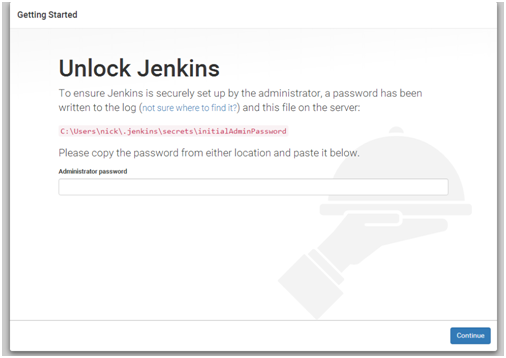 Getting Started
Unlock Jenkins
To ensure Jenkins is securely set up by the administrator, a password has been
written to the log (not sure where to find it?) and this file on the server:
C:\Users\nick\.jenkins\secrets\initialAdminPassword
Please copy the password from either location and paste it below.
Administrator password
Continue